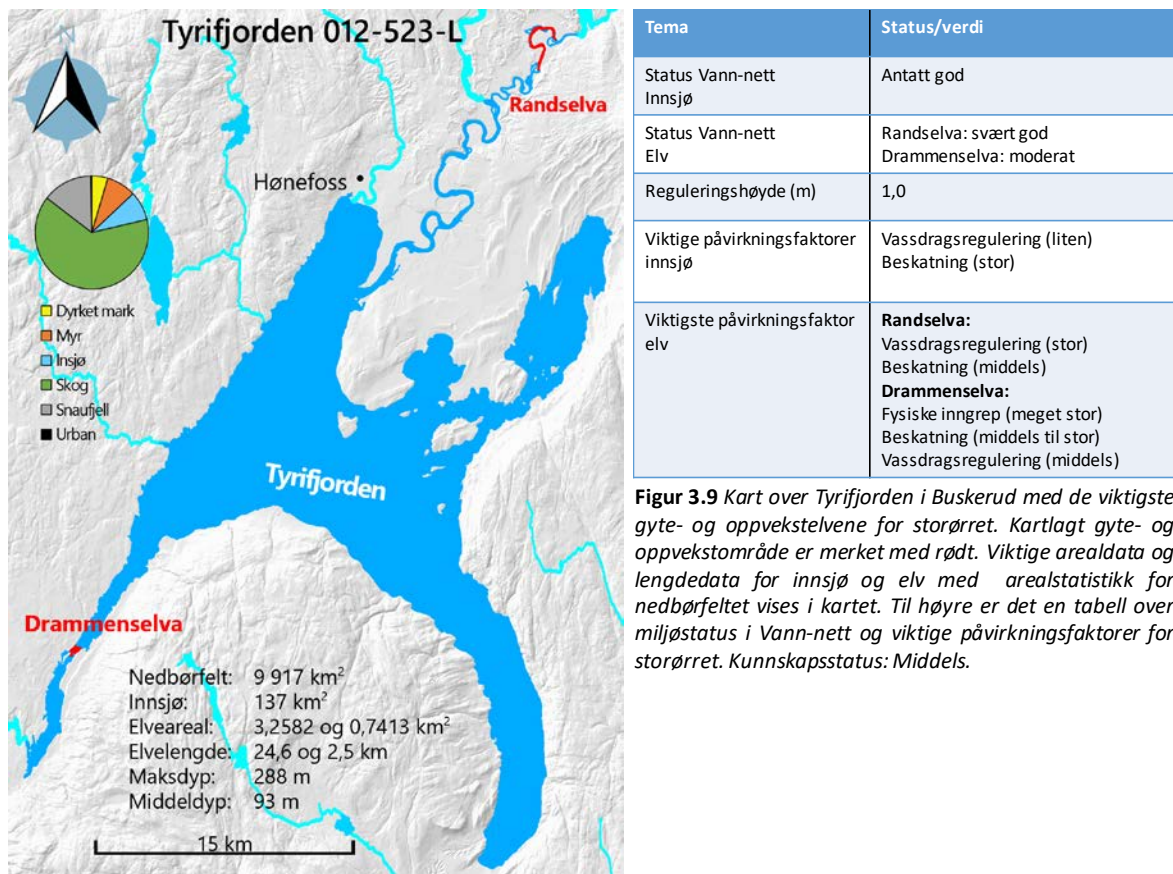 Tyrifjorden 012-523-L
N
Randselva
Hønefoss
Dyrket mark
Myr
Insjø
Skog
Snaufjell
Urban
Tyrifjorden
Drammenselva
Nedbørfelt: 9 917 km²
Innsjø: 137 km²
Elveareal: 3,2582 og 0,7413 km²
Elvelengde: 24,6 og 2,5 km
Maksdyp: 288 m
Middeldyp: 93 m
15 km
Tema Status/verdi
Status Vann-nett Antatt god
Innsjø
Status Vann-nett Randselva: svært god
Elv Drammenselva: moderat
Reguleringshøyde (m) 1,0
Viktige påvirkningsfaktorer Vassdragsregulering (liten)
innsjø Beskatning (stor)
Viktigste påvirkningsfaktor Randselva:
elv Vassdragsregulering (stor)
Beskatning (middels)
Drammenselva:
Fysiske inngrep (meget stor)
Beskatning (middels til stor)
Vassdragsregulering (middels)
Figur 3.9 Kart over Tyrifjorden i Buskerud med de viktigste
gyte- og oppvekstelvene for storørret. Kartlagt gyte- og
oppvekstområde er merket med rødt. Viktige arealdata og
lengdedata for innsjø og elv med arealstatistikk for
nedbørfeltet vises i kartet. Til høyre er det en tabell over
miljøstatus i Vann-nett og viktige påvirkningsfaktorer for
storørret. Kunnskapsstatus: Middels.